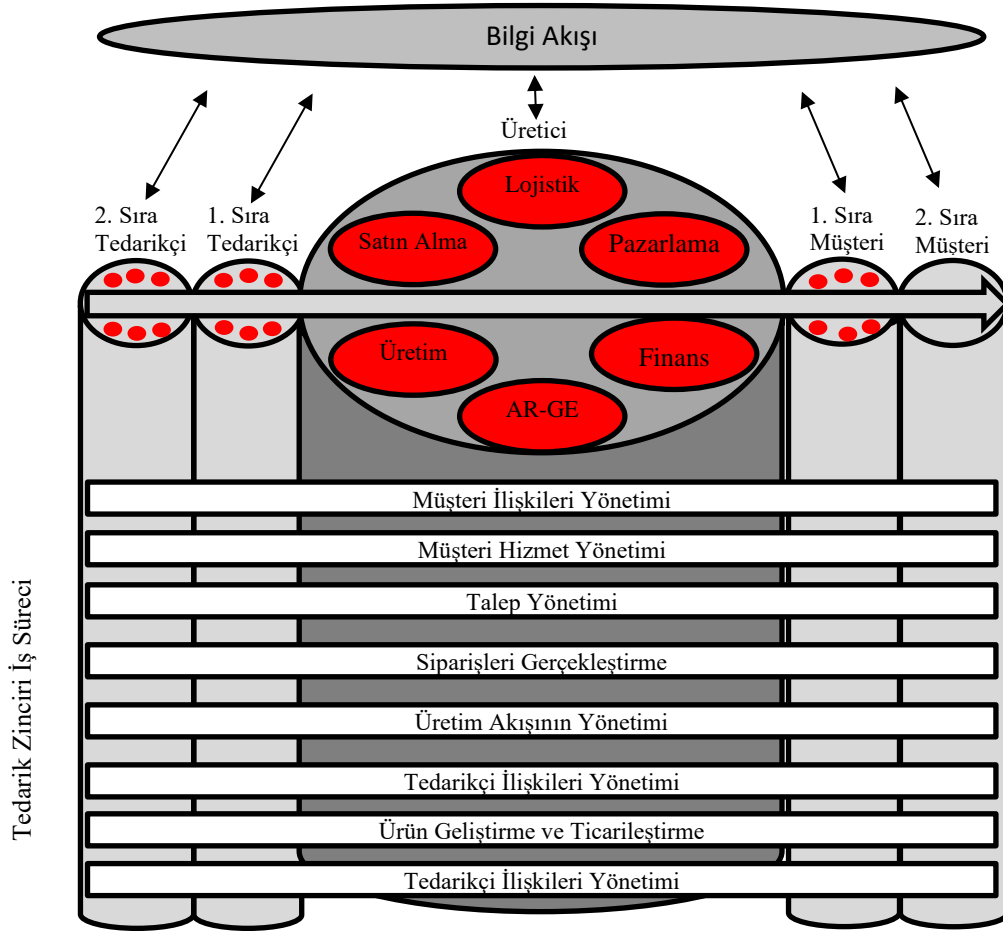 Bilgi Akışı
Üretici
Lojistik
2. Sıra
Tedarikçi
1. Sıra
Tedarikçi
Satın Alma
Pazarlama
1. Sıra
Müşteri
2. Sıra
Müşteri
Üretim
Finans
AR-GE
Müşteri İlişkileri Yönetimi
Müşteri Hizmet Yönetimi
Talep Yönetimi
Siparişleri Gerçekleştirme
Üretim Akışının Yönetimi
Tedarikçi İlişkileri Yönetimi
Ürün Geliştirme ve Ticarileştirme
Tedarikçi İlişkileri Yönetimi
Tedarik Zinciri İş Süreci